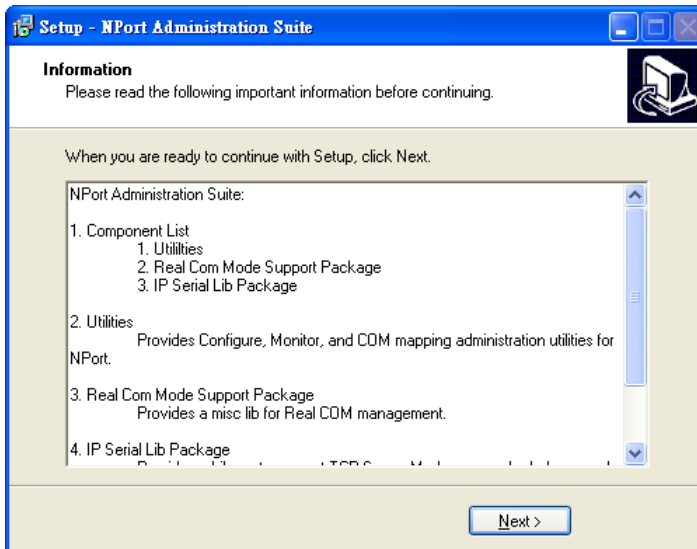 Setup - NPort Administration Suite
Information
Please read the following important information before continuing.
When you are ready to continue with Setup, click Next.
NPort Administration Suite:
1. Component List
1. Utililties
2. Real Com Mode Support Package
3. IP Serial Lib Package
2. Utilities
Provides Configure, Monitor, and COM mapping administration utilities for
NPort.
3. Real Com Mode Support Package
Provides a misc lib for Real COM management.
4. IP Serial Lib Package
Next >